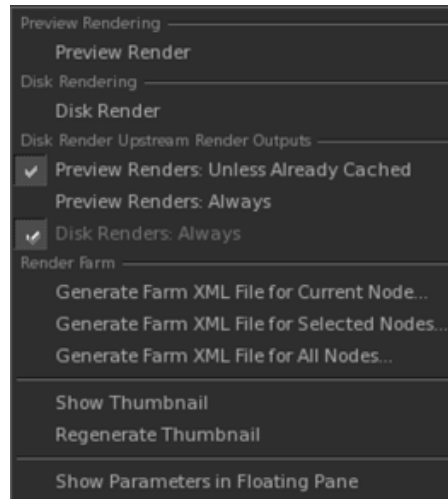 Preview Rendering
Preview Render
Disk Rendering
Disk Render
Disk Render Upstream Render Outputs
Preview Renders: Unless Already Cached
Preview Renders: Always
Disk Renders: Always
Render Farm
Generate Farm XML File for Current Node...
Generate Farm XML File for Selected Nodes...
Generate Farm XML File for All Nodes...
Show Thumbnail
Regenerate Thumbnail
Show Parameters in Floating Pane